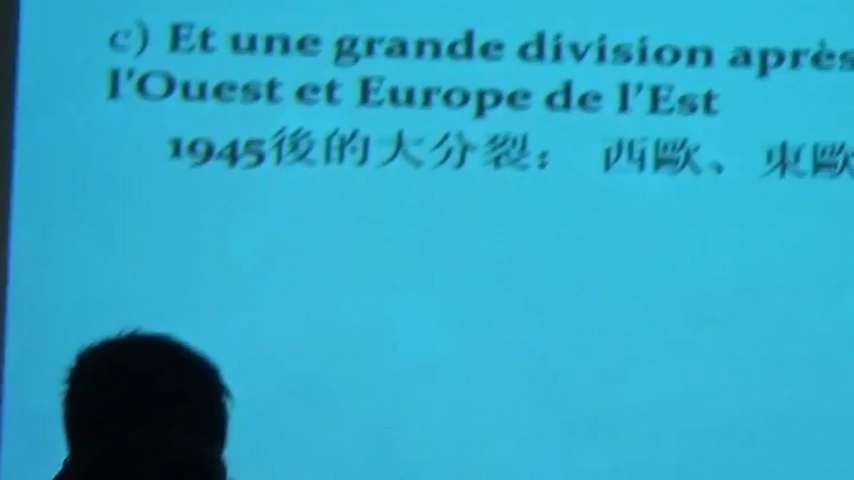 c) Et une grande division après
l'Ouest et Europe de l'Est
1945後的大分裂： 西歐、東歐